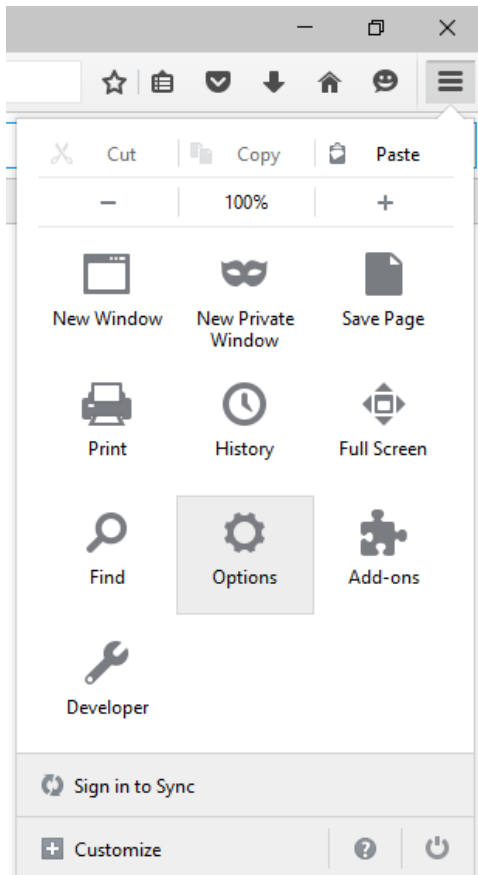 Cut Copy Paste
100%
New Window New Private Window Save Page
Print History Full Screen
Find Options Add-ons
Developer
Sign in to Sync
Customize